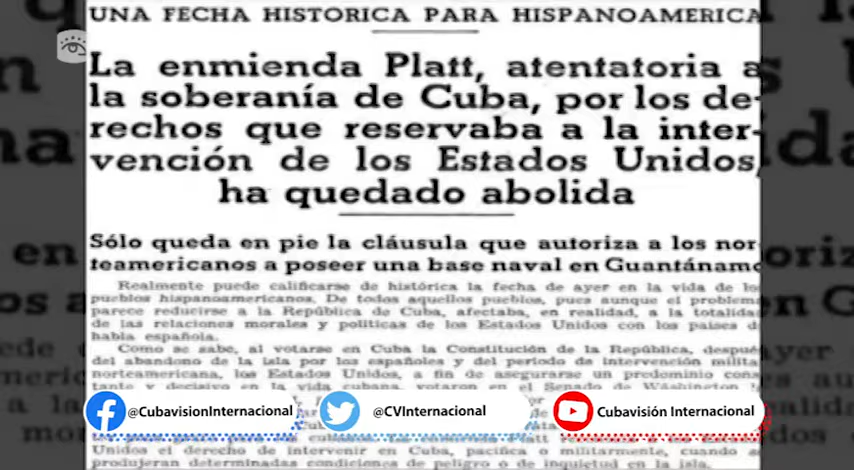 UNA FECHA HISTORICA PARA HISPANOAMERICA
La enmienda Platt, atentatoria a
la soberanía de Cuba, por los de-
rechos que reservaba a la inter-
vención de los Estados Unidos,
ha quedado abolida
Sólo queda en pie la cláusula que autoriza a los nor-
teamericanos a poseer una base naval en Guantánamo
Realmente puede calificarse de histórica la fecha de ayer en la vida de los
pueblos hispanoamericanos. De todos aquellos pueblos, pues aunque el problema
parece reducirse a la República de Cuba, afectaba, en realidad, a la totalidad
de las relaciones morales y políticas de los Estados Unidos con los países de
habla española.
Como se sabe, al votarse en Cuba la Constitución de la República, después
del abandono de la isla por los españoles y del período de intervención militar
norteamericana, los Estados Unidos, a fin de asegurarse un predominio cons-
tante y decisivo en la vida cubana, votaron en el Senado de Wáshington
@CubavisionInternacional
@CVInternacional
Cubavisión Internacional
Unidos el derecho de intervenir en Cuba, pacífica o militarmente, cuando se
produjeran determinadas condiciones de peligro o de inquietud en la isla.